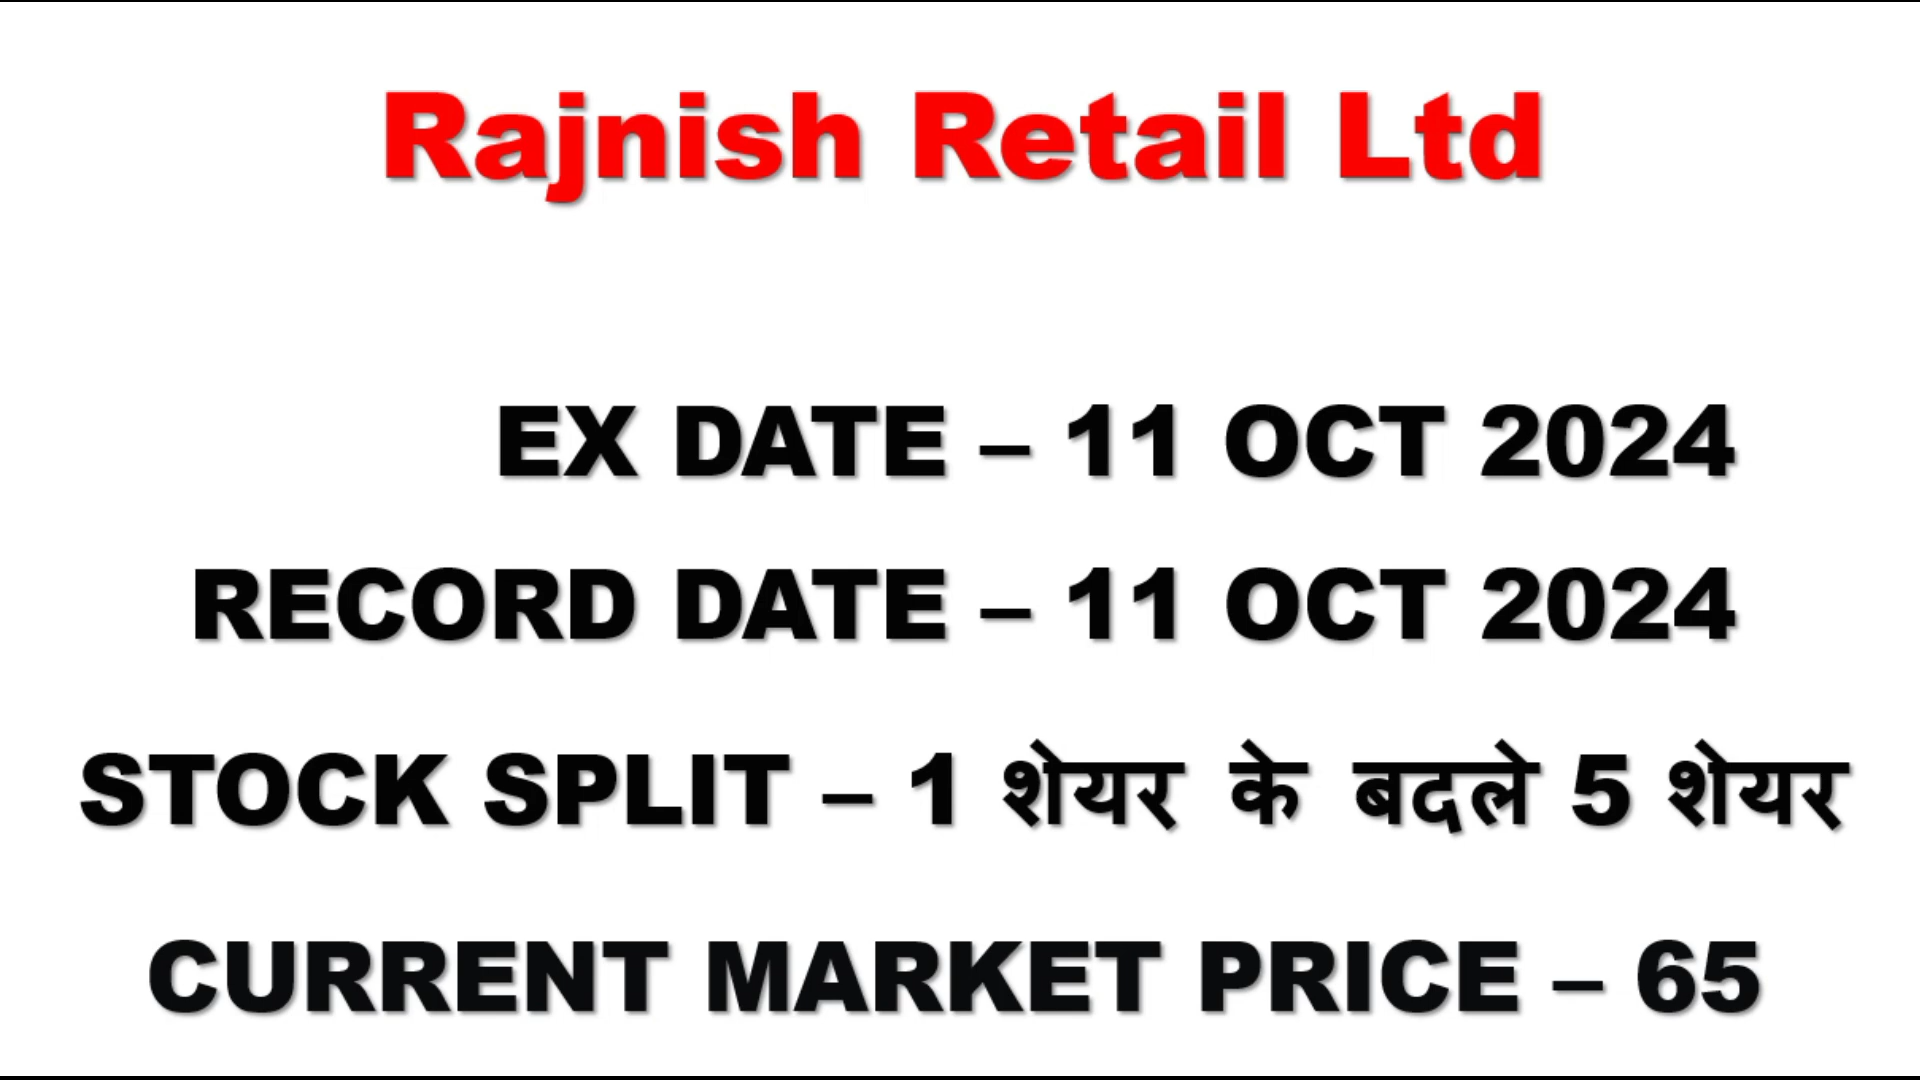 Rajnish Retail Ltd
EX DATE – 11 OCT 2024
RECORD DATE – 11 OCT 2024
STOCK SPLIT – 1 शेयर के बदले 5 शेयर
CURRENT MARKET PRICE – 65